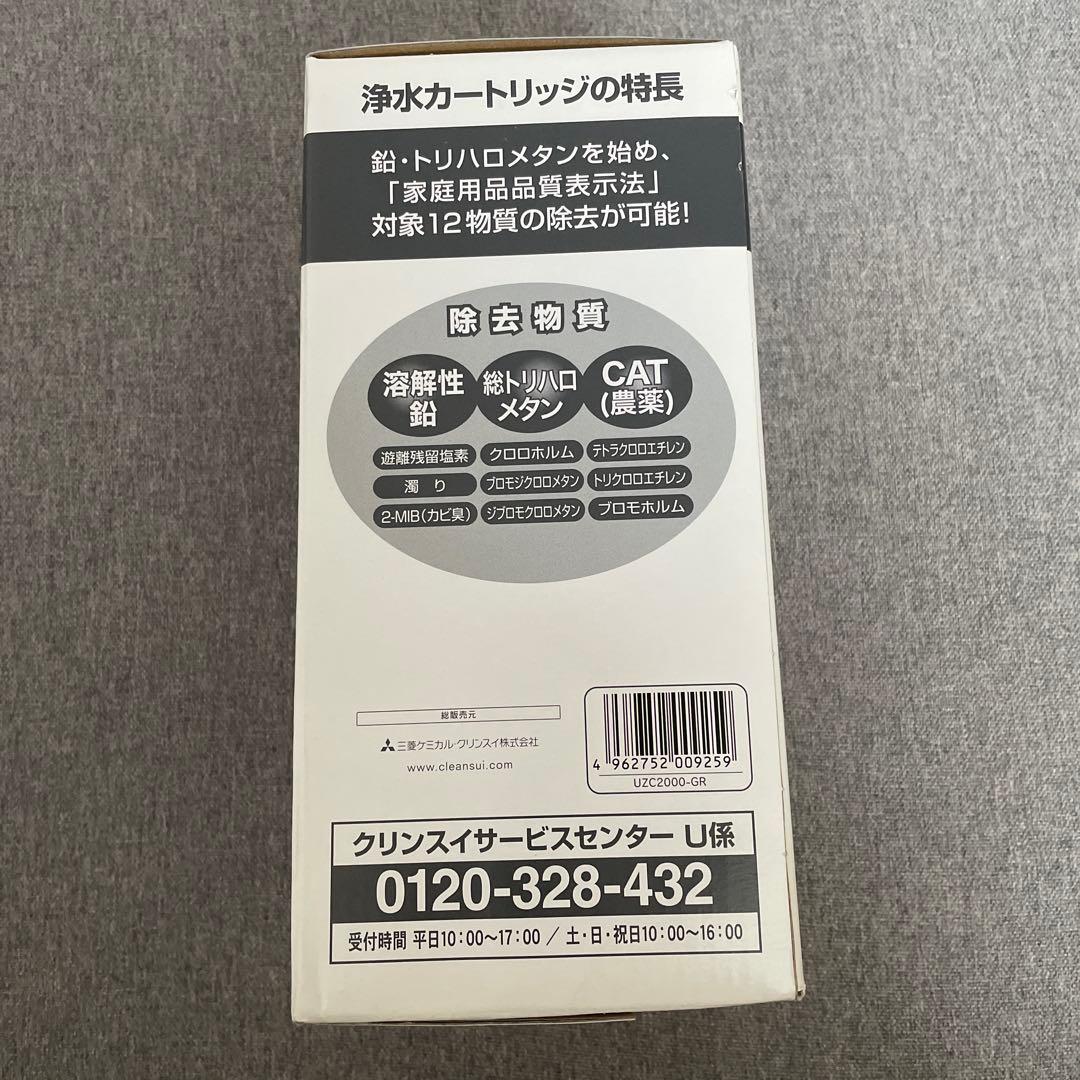 浄水カートリッジの特長
鉛・トリハロメタンを始め、
「家庭用品品質表示法」
対象12物質の除去が可能!
除去物質
溶解性
鉛
総トリハロ
メタン
CAT
(農薬)
遊離残留塩素
クロロホルム
テトラクロロエチレン
濁り
ブロモジクロロメタン
トリクロロエチレン
2-MIB(カビ臭)
ジブロモクロロメタン
ブロモホルム
総販売元
三菱ケミカル・クリンスイ株式会社
www.cleansui.com
4 962752 009259
UZC2000-GR
クリンスイサービスセンター U係
0120-328-432
受付時間 平日10:00〜17:00 / 土・日・祝日10:00〜16:00